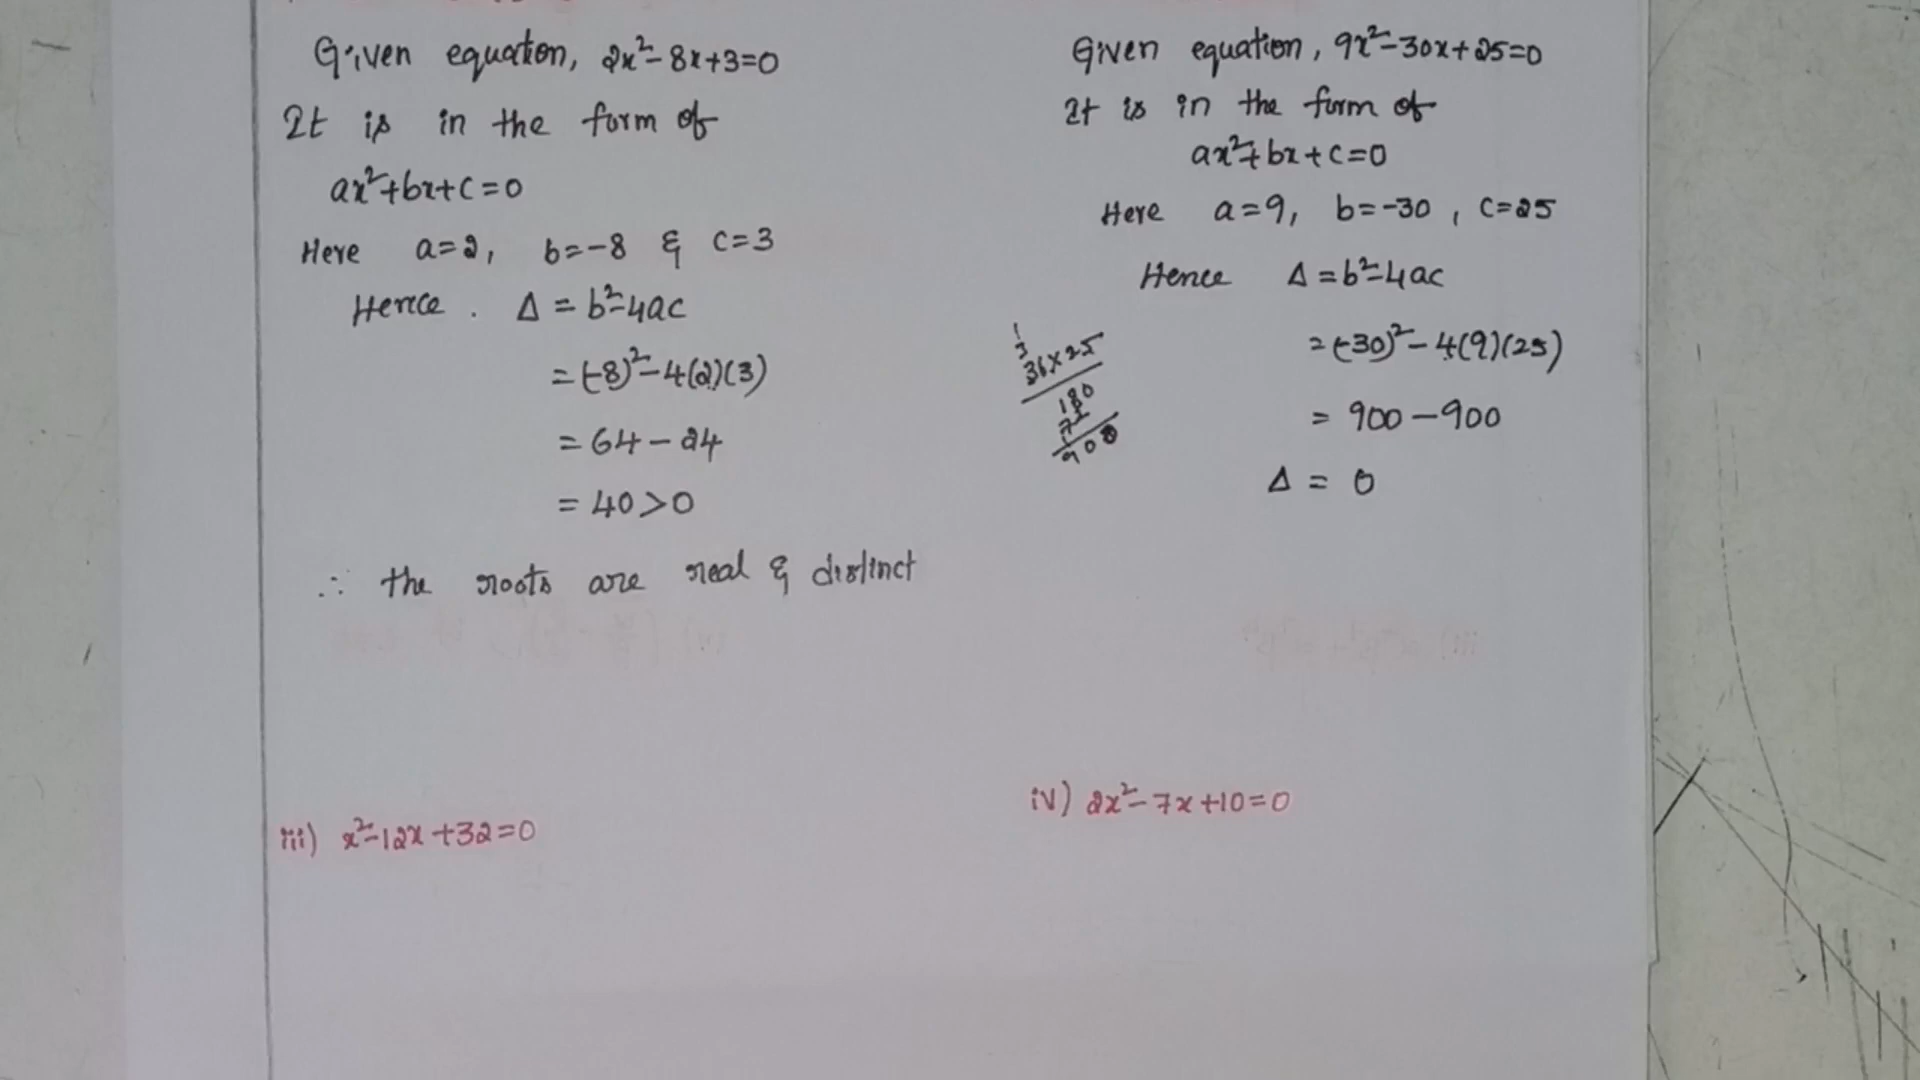 Given equation, 2x²-8x+3=0
It is in the form of
ax²+bx+c=0
Here a=2, b=-8 & c=3
Hence. Δ = b²-4ac
= (-8)²-4(2)(3)
= 64-24
= 40>0
∴ the roots are real & distinct
iii) x²-12x+32=0
Given equation, 9x²-30x+25=0
It is in the form of
ax²+bx+c=0
Here a=9, b=-30, c=25
Hence Δ=b²-4ac
= (-30)²-4(9)(25)
= 900-900
Δ = 0
1
3
36×25
180
72
900
iv) 2x²-7x+10=0